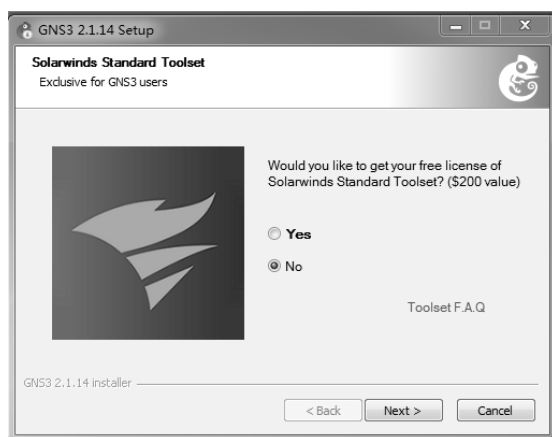 GNS3 2.1.14 Setup
Solarwinds Standard Toolset
Exclusive for GNS3 users
Would you like to get your free license of
Solarwinds Standard Toolset? ($200 value)
Yes
No
Toolset F.A.Q
GNS3 2.1.14 installer
< Back
Next >
Cancel